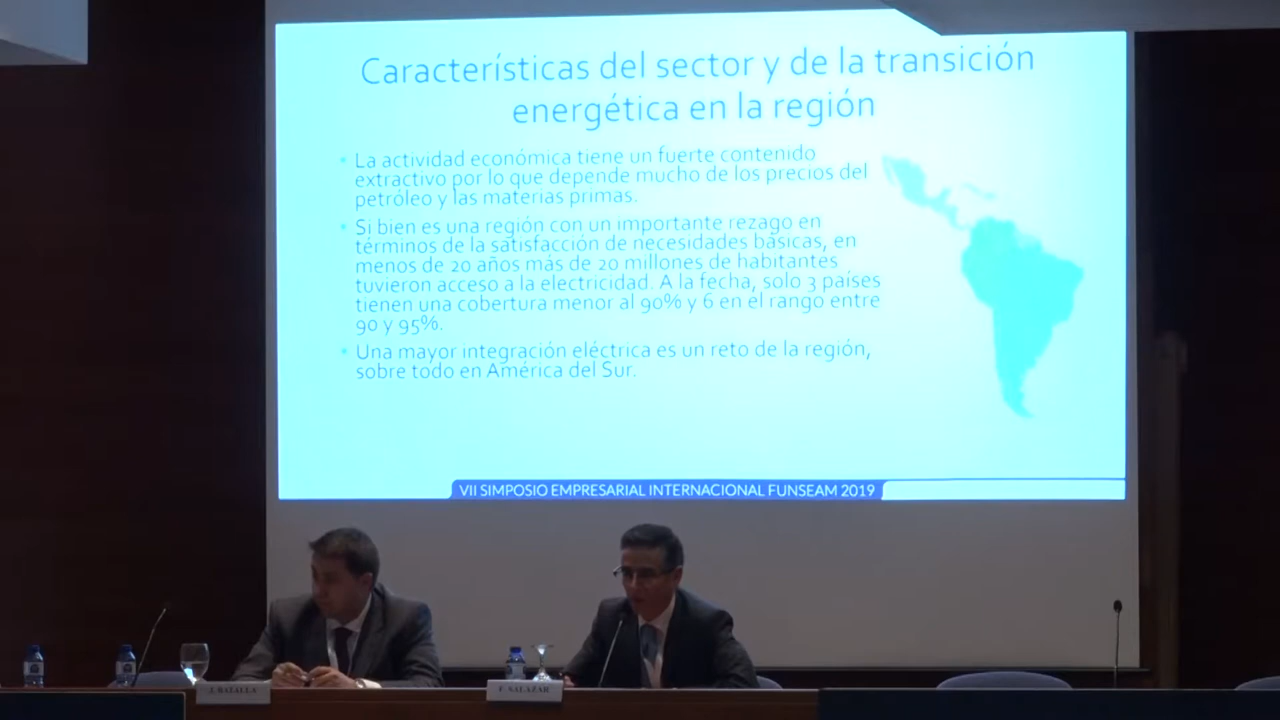 Características del sector y de la transición
energética en la región
La actividad económica tiene un fuerte contenido
extractivo por lo que depende mucho de los precios del
petróleo y las materias primas.
Si bien es una región con un importante rezago en
términos de la satisfacción de necesidades básicas, en
menos de 20 años más de 20 millones de habitantes
tuvieron acceso a la electricidad. A la fecha, solo 3 países
tienen una cobertura menor al 90% y 6 en el rango entre
90 y 95%.
Una mayor integración eléctrica es un reto de la región,
sobre todo en América del Sur.
VII SIMPOSIO EMPRESARIAL INTERNACIONAL FUNSEAM 2019
J. BATALLA
F. SALAZAR